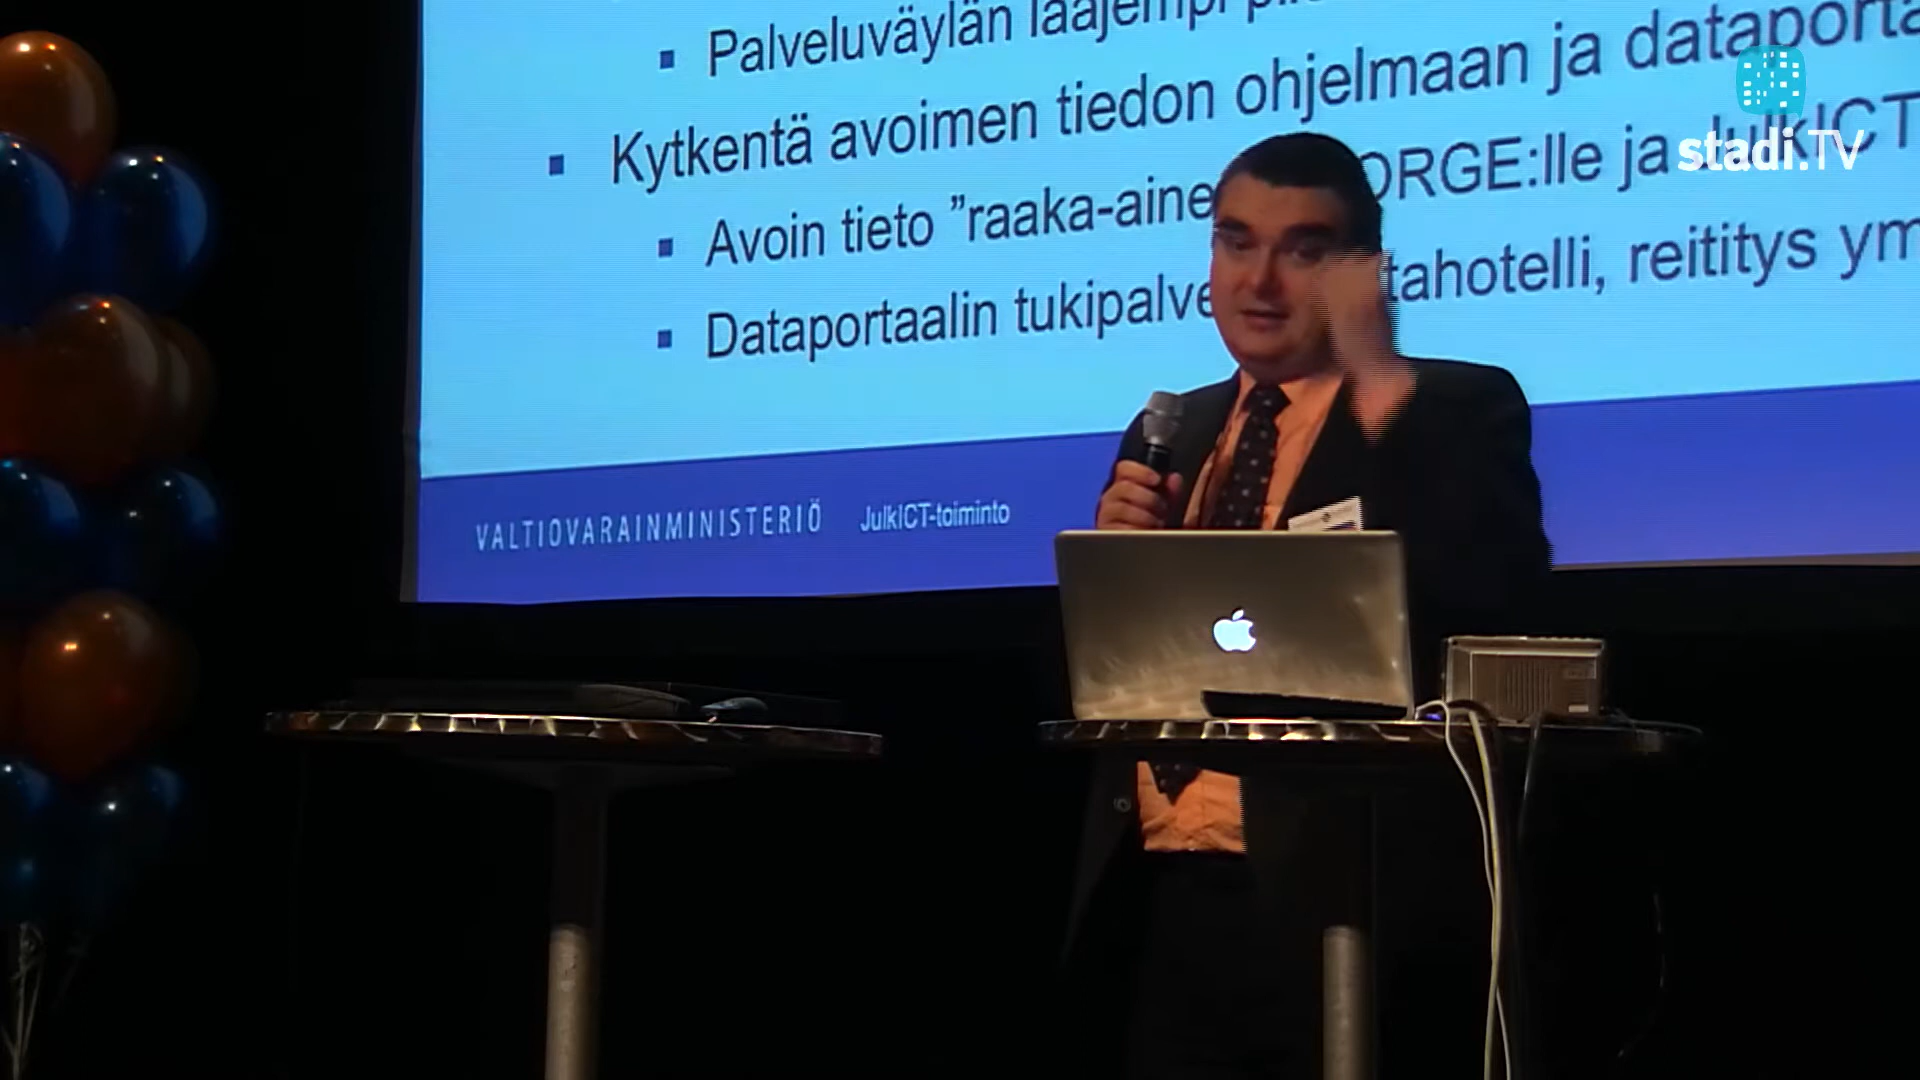 Palveluväylän laajempi
Kytkentä avoimen tiedon ohjelmaan ja dataporta
Avoin tieto ”raaka-aine ORGE:lle ja JulkICT
Dataportaalin tukipalve tahotelli, reititys ym
VALTIOVARAINMINISTERIÖ JulkICT-toiminto
stadi.TV